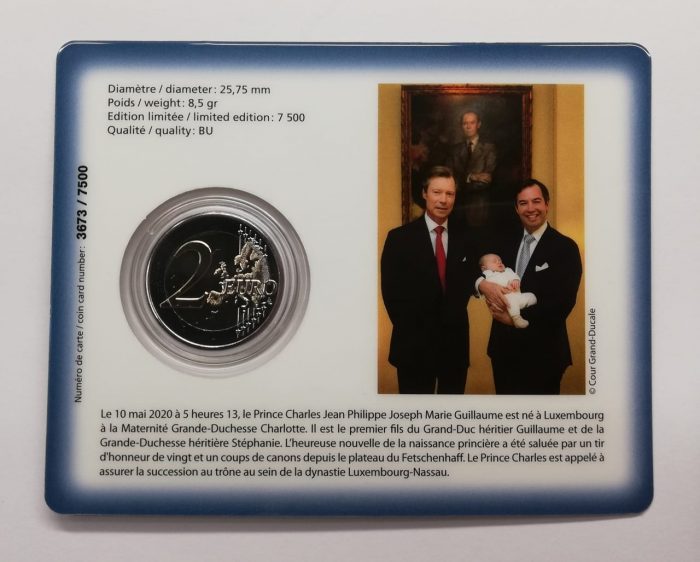 Diamètre / diameter : 25,75 mm
Poids / weight : 8,5 gr
Edition limitée / limited edition : 7 500
Qualité / quality : BU
Numéro de carte / coin card number: 3673 / 7500
2 EURO
© Cour Grand-Ducale
Le 10 mai 2020 à 5 heures 13, le Prince Charles Jean Philippe Joseph Marie Guillaume est né à Luxembourg
à la Maternité Grande-Duchesse Charlotte. Il est le premier fils du Grand-Duc héritier Guillaume et de la
Grande-Duchesse héritière Stéphanie. L'heureuse nouvelle de la naissance princière a été saluée par un tir
d'honneur de vingt et un coups de canons depuis le plateau du Fetschenhaff. Le Prince Charles est appelé à
assurer la succession au trône au sein de la dynastie Luxembourg-Nassau.